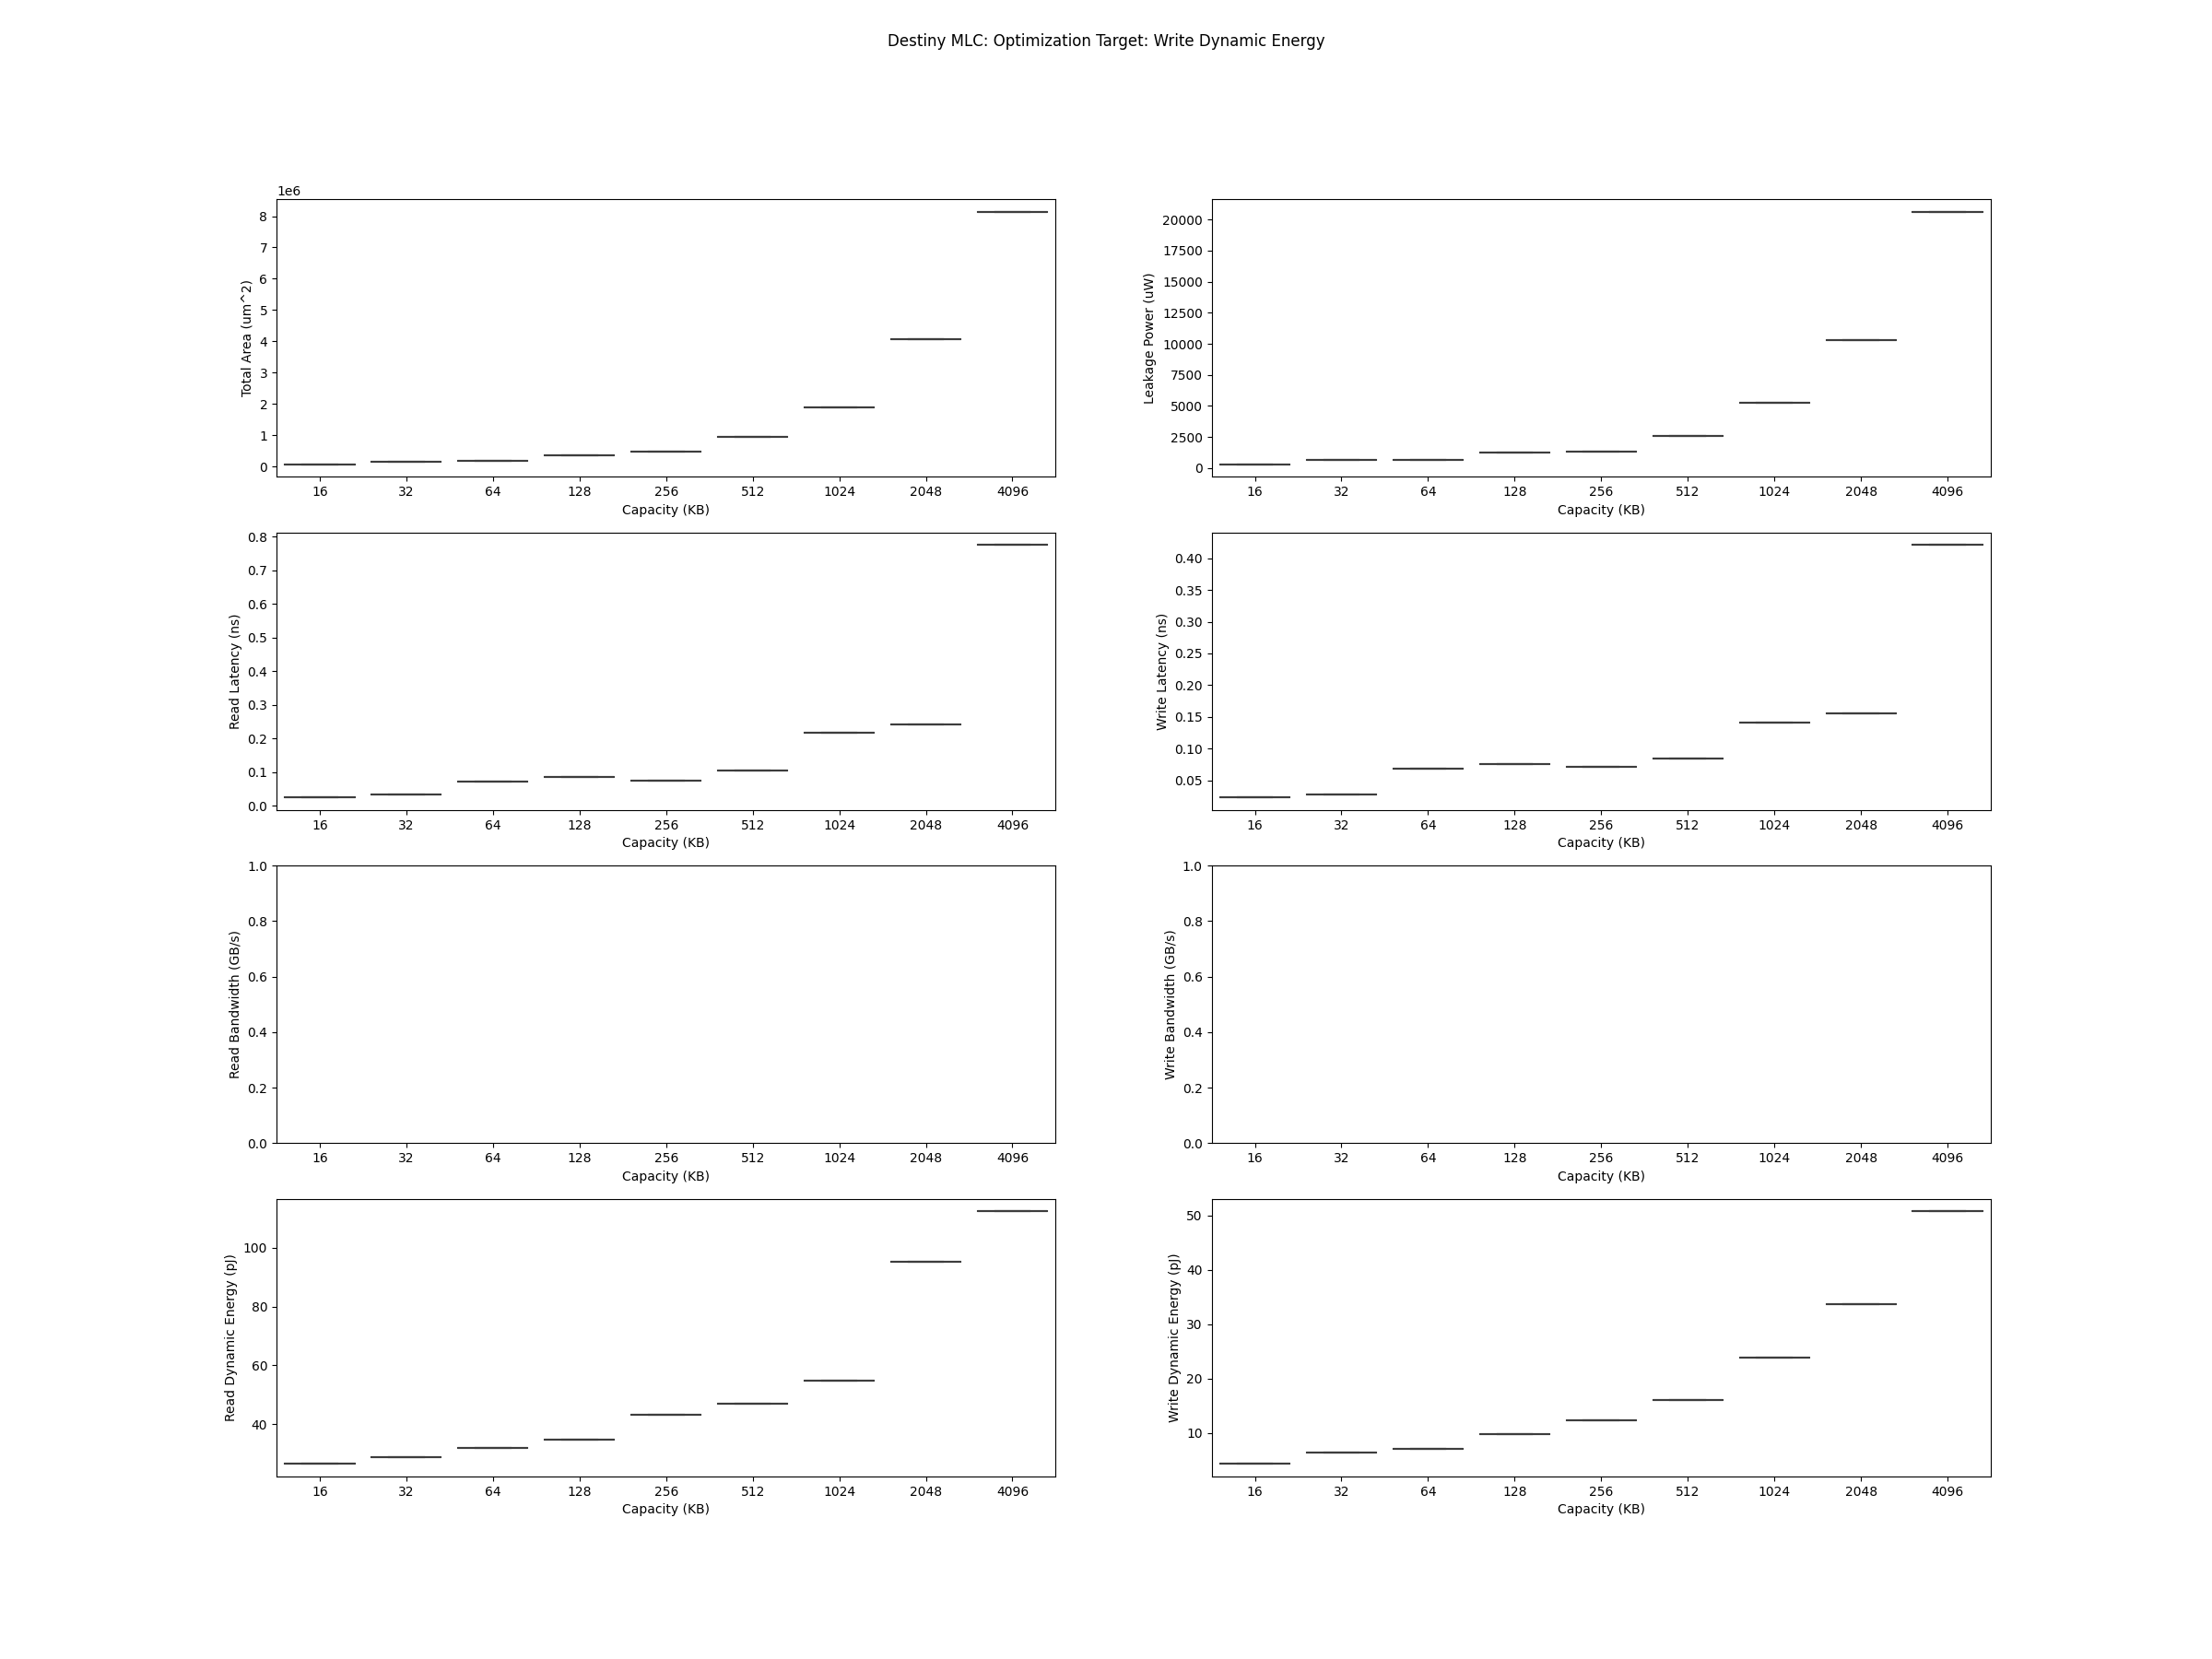 Destiny MLC: Optimization Target: Write Dynamic Energy
1e6
8
7
6
5
4
3
2
1
0
Total Area (um^2)
16 32 64 128 256 512 1024 2048 4096
Capacity (KB)
20000
17500
15000
12500
10000
7500
5000
2500
0
Leakage Power (uW)
16 32 64 128 256 512 1024 2048 4096
Capacity (KB)
0.8
0.7
0.6
0.5
0.4
0.3
0.2
0.1
0.0
Read Latency (ns)
16 32 64 128 256 512 1024 2048 4096
Capacity (KB)
0.40
0.35
0.30
0.25
0.20
0.15
0.10
0.05
Write Latency (ns)
16 32 64 128 256 512 1024 2048 4096
Capacity (KB)
1.0
0.8
0.6
0.4
0.2
0.0
Read Bandwidth (GB/s)
16 32 64 128 256 512 1024 2048 4096
Capacity (KB)
1.0
0.8
0.6
0.4
0.2
0.0
Write Bandwidth (GB/s)
16 32 64 128 256 512 1024 2048 4096
Capacity (KB)
100
80
60
40
Read Dynamic Energy (pJ)
16 32 64 128 256 512 1024 2048 4096
Capacity (KB)
50
40
30
20
10
Write Dynamic Energy (pJ)
16 32 64 128 256 512 1024 2048 4096
Capacity (KB)